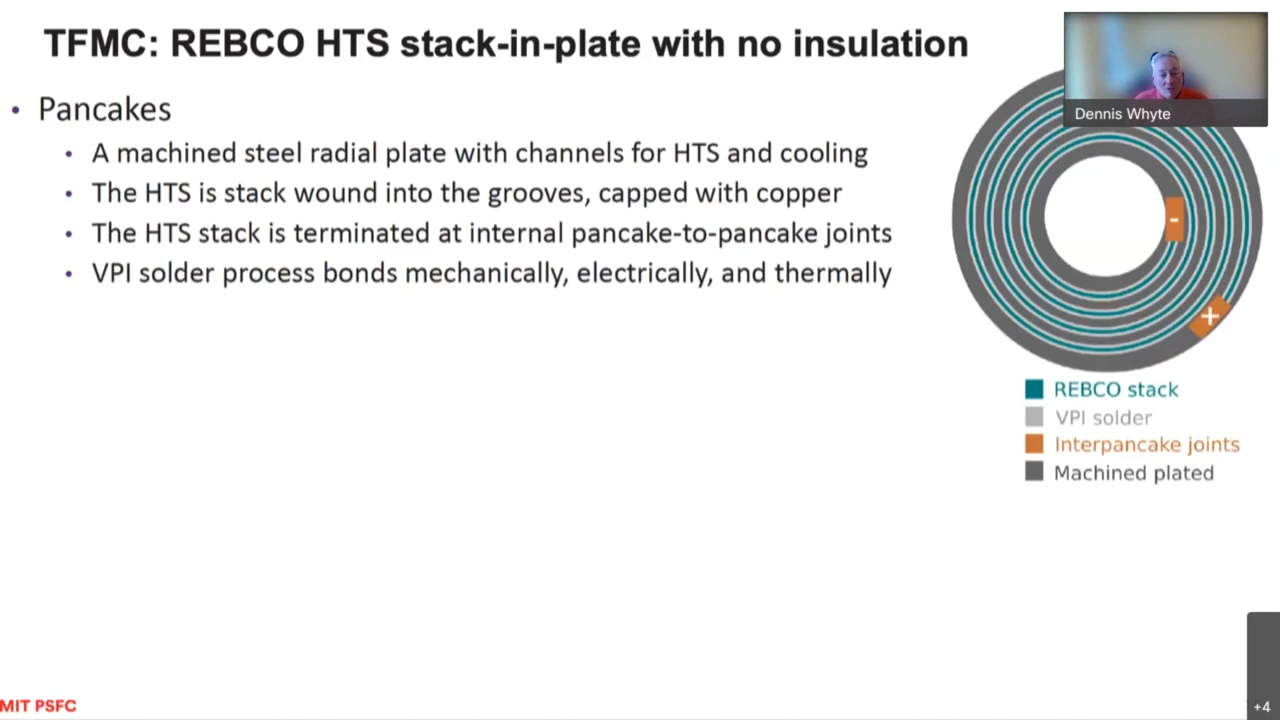 TFMC: REBCO HTS stack-in-plate with no insulation
Dennis Whyte
• Pancakes
• A machined steel radial plate with channels for HTS and cooling
• The HTS is stack wound into the grooves, capped with copper
• The HTS stack is terminated at internal pancake-to-pancake joints
• VPI solder process bonds mechanically, electrically, and thermally
-
+
REBCO stack
VPI solder
Interpancake joints
Machined plated
MIT PSFC
+4